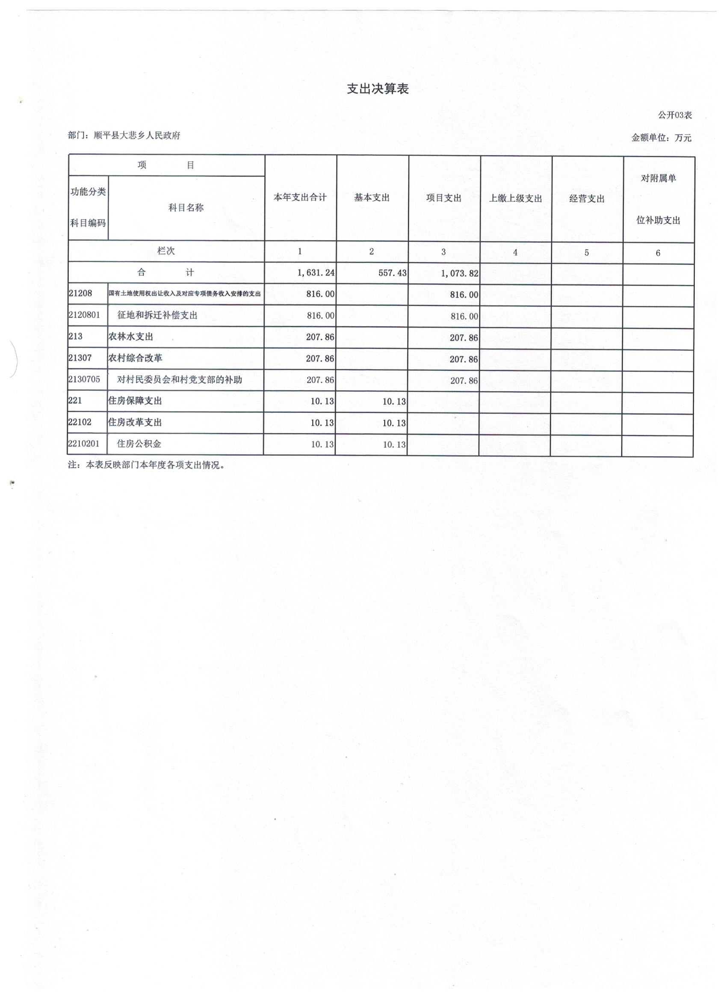 支出决算表
公开03表
部门：顺平县大悲乡人民政府 金额单位：万元
项 目 本年支出合计 基本支出 项目支出 上缴上级支出 经营支出 对附属单位补助支出
功能分类科目编码 科目名称
栏次 1 2 3 4 5 6
合 计 1,631.24 557.43 1,073.82
21208 国有土地使用权出让收入及对应专项债务收入安排的支出 816.00 816.00
2120801 征地和拆迁补偿支出 816.00 816.00
213 农林水支出 207.86 207.86
21307 农村综合改革 207.86 207.86
2130705 对村民委员会和村党支部的补助 207.86 207.86
221 住房保障支出 10.13 10.13
22102 住房改革支出 10.13 10.13
2210201 住房公积金 10.13 10.13
注：本表反映部门本年度各项支出情况。